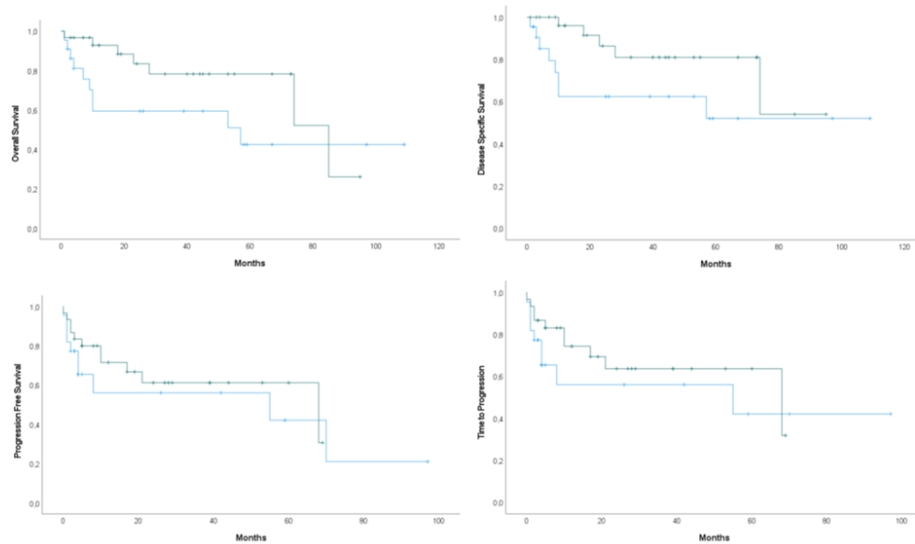 Overall Survival
1,0
0,8
0,6
0,4
0,2
0,0
0 20 40 60 80 100 120
Months
Disease Specific Survival
1,0
0,8
0,6
0,4
0,2
0,0
0 20 40 60 80 100 120
Months
Progression Free Survival
1,0
0,8
0,6
0,4
0,2
0,0
0 20 40 60 80 100
Months
Time to Progression
1,0
0,8
0,6
0,4
0,2
0,0
0 20 40 60 80 100
Months